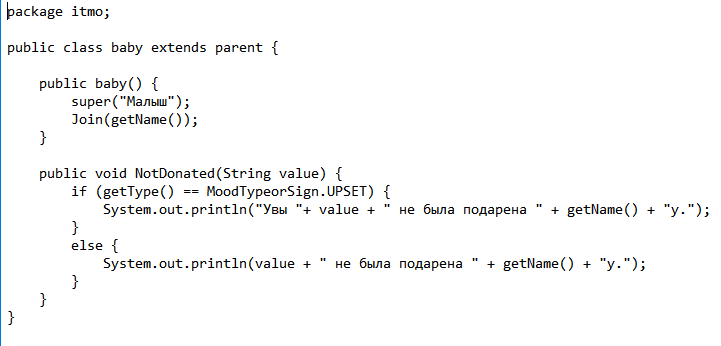 package itmo;

public class baby extends parent {

    public baby() {
        super("Малыш");
        Join(getName());
    }

    public void NotDonated(String value) {
        if (getType() == MoodTypeorSign.UPSET) {
            System.out.println("Увы "+ value + " не была подарена " + getName() + "у.");
        }
        else {
            System.out.println(value + " не была подарена " + getName() + "у.");
        }
    }
}